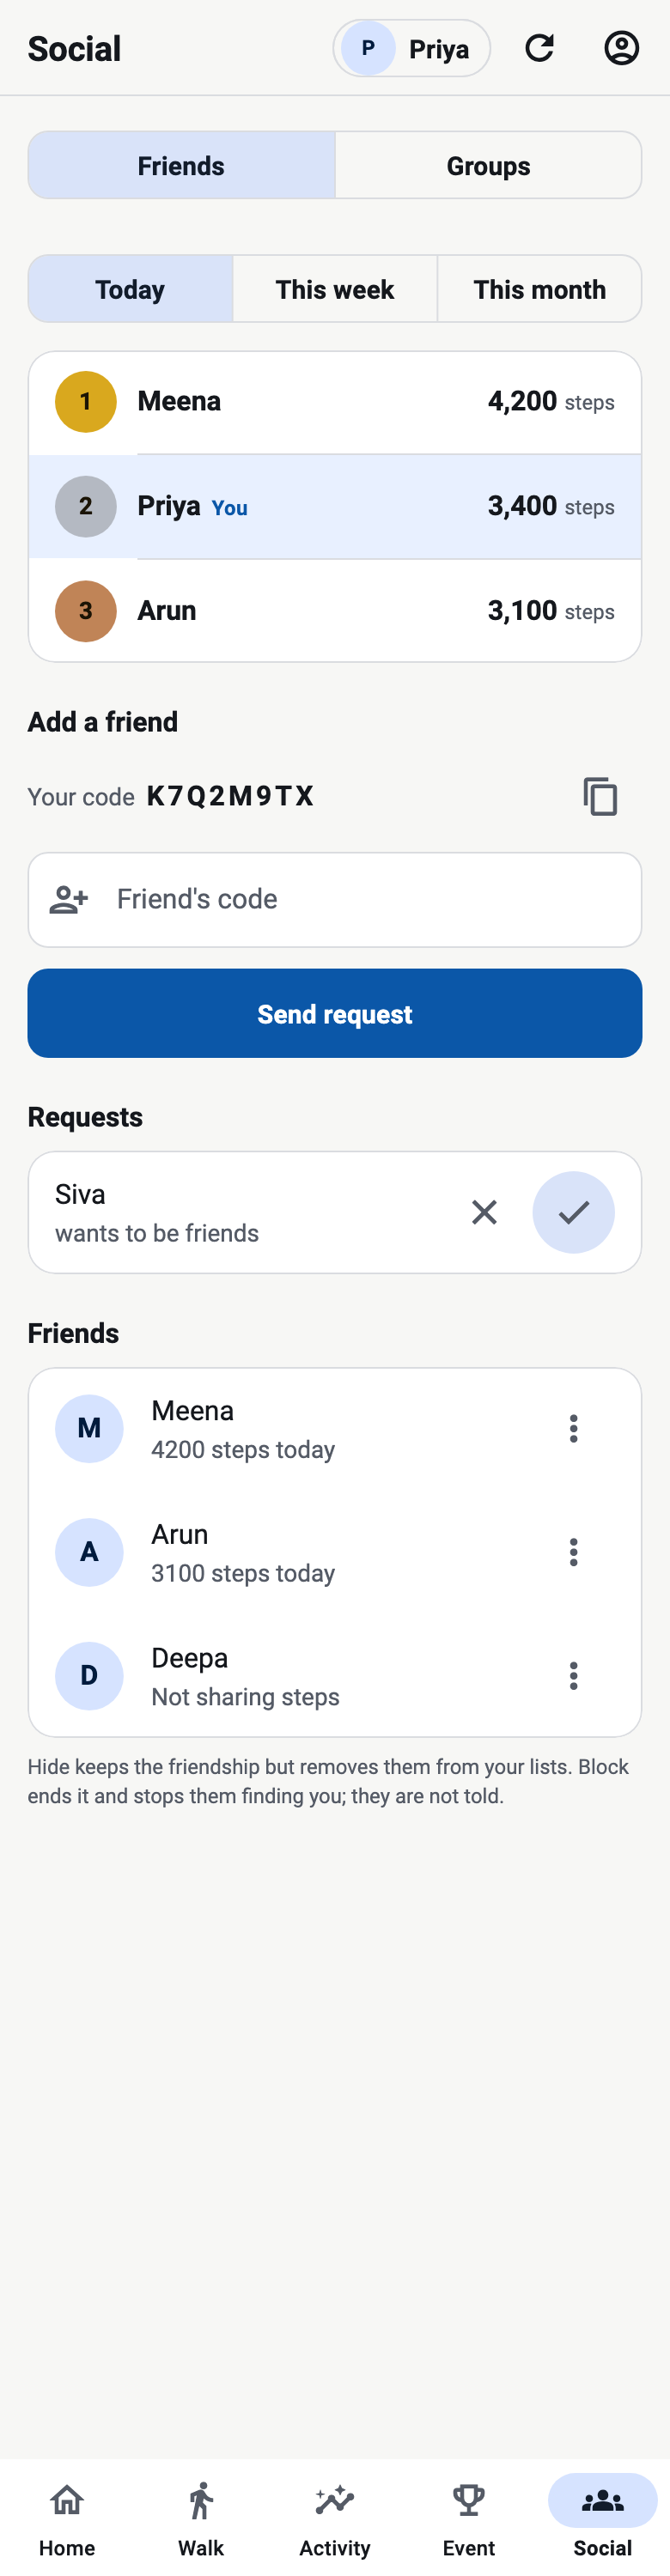 Social
P Priya
Friends Groups
Today This week This month
1 Meena 4,200 steps
2 Priya You 3,400 steps
3 Arun 3,100 steps
Add a friend
Your code K7Q2M9TX
Friend's code
Send request
Requests
Siva
wants to be friends
Friends
M Meena
4200 steps today
A Arun
3100 steps today
D Deepa
Not sharing steps
Hide keeps the friendship but removes them from your lists. Block
ends it and stops them finding you; they are not told.
Home Walk Activity Event Social